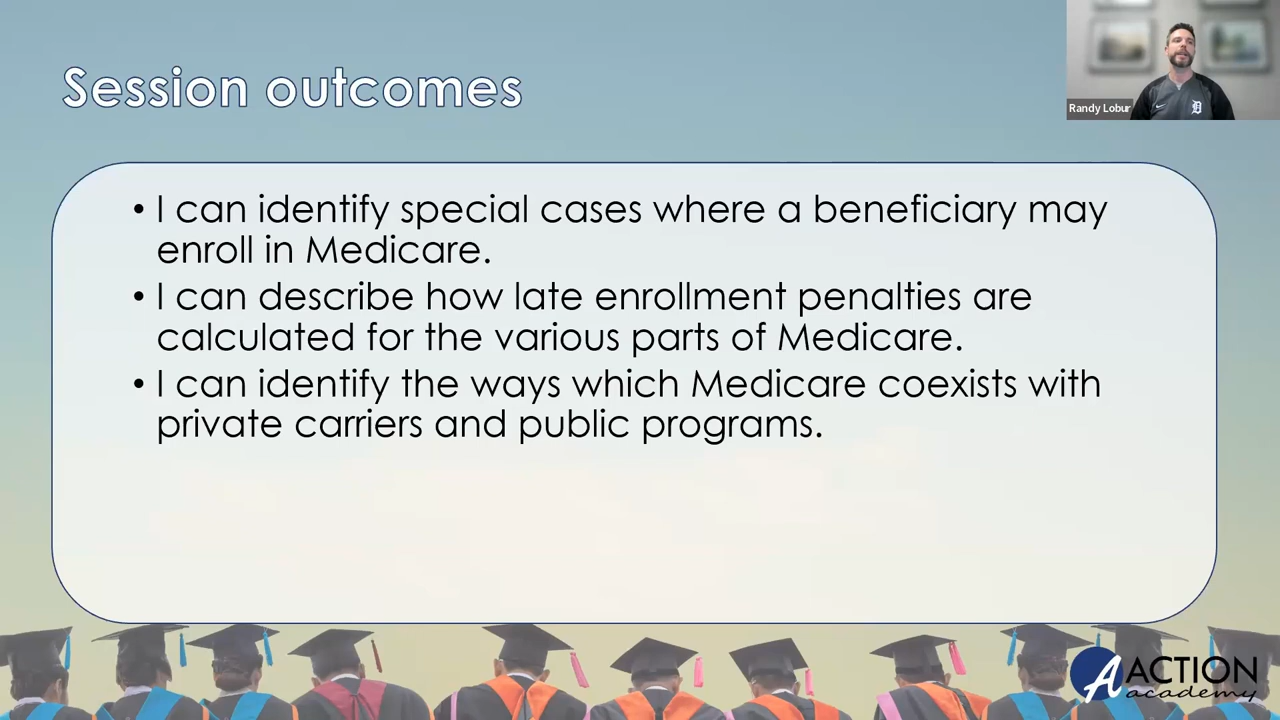 Session outcomes
Randy Lobur
• I can identify special cases where a beneficiary may
enroll in Medicare.
• I can describe how late enrollment penalties are
calculated for the various parts of Medicare.
• I can identify the ways which Medicare coexists with
private carriers and public programs.
A ACTION
academy